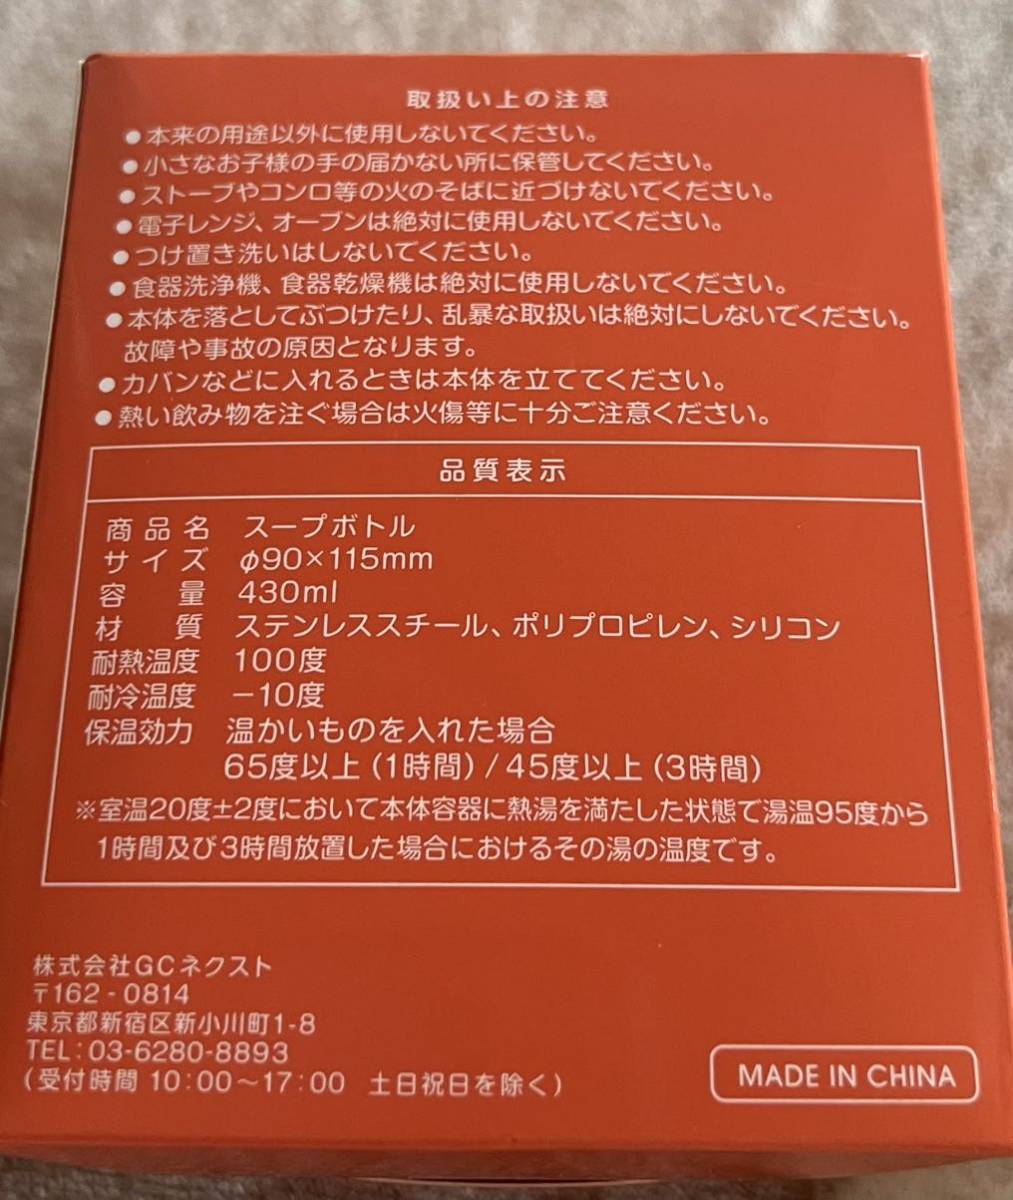 取扱い上の注意
●本来の用途以外に使用しないでください。
●小さなお子様の手の届かない所に保管してください。
●ストーブやコンロ等の火のそばに近づけないでください。
●電子レンジ、オーブンは絶対に使用しないでください。
●つけ置き洗いはしないでください。
●食器洗浄機、食器乾燥機は絶対に使用しないでください。
●本体を落としてぶつけたり、乱暴な取扱いは絶対にしないでください。
故障や事故の原因となります。
●カバンなどに入れるときは本体を立ててください。
●熱い飲み物を注ぐ場合は火傷等に十分ご注意ください。
品質表示
商品名 スープボトル
サイズ φ90×115mm
容量 430ml
材質 ステンレススチール、ポリプロピレン、シリコン
耐熱温度 100度
耐冷温度 −10度
保温効力 温かいものを入れた場合
65度以上(1時間)/45度以上(3時間)
※室温20度±2度において本体容器に熱湯を満たした状態で湯温95度から
1時間及び3時間放置した場合におけるその湯の温度です。
株式会社GCネクスト
〒162-0814
東京都新宿区新小川町1-8
TEL:03-6280-8893
(受付時間 10:00〜17:00 土日祝日を除く)
MADE IN CHINA